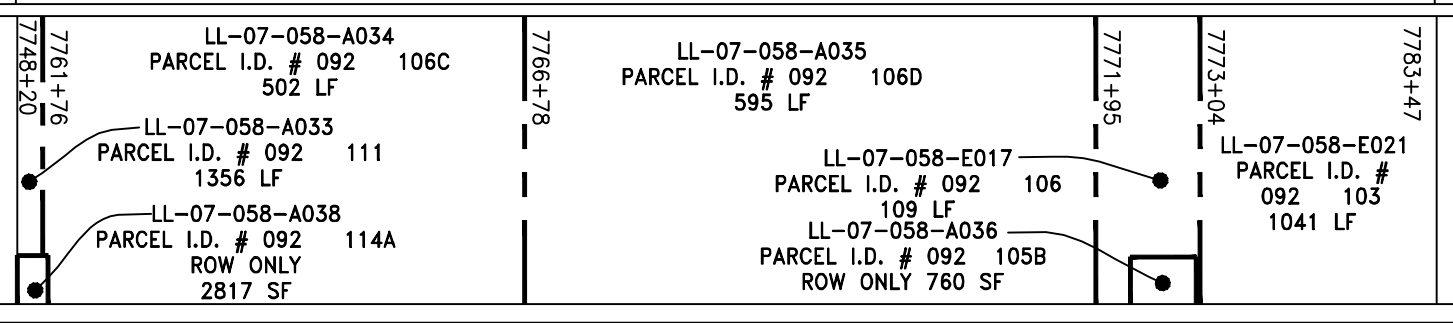 7748+20
7761+76
LL-07-058-A034
PARCEL I.D. # 092 106C
502 LF
LL-07-058-A033
PARCEL I.D. # 092 111
1356 LF
LL-07-058-A038
PARCEL I.D. # 092 114A
ROW ONLY
2817 SF
7766+78
LL-07-058-A035
PARCEL I.D. # 092 106D
595 LF
LL-07-058-E017
PARCEL I.D. # 092 106
109 LF
LL-07-058-A036
PARCEL I.D. # 092 105B
ROW ONLY 760 SF
7771+95
7773+04
7783+47
LL-07-058-E021
PARCEL I.D. #
092 103
1041 LF